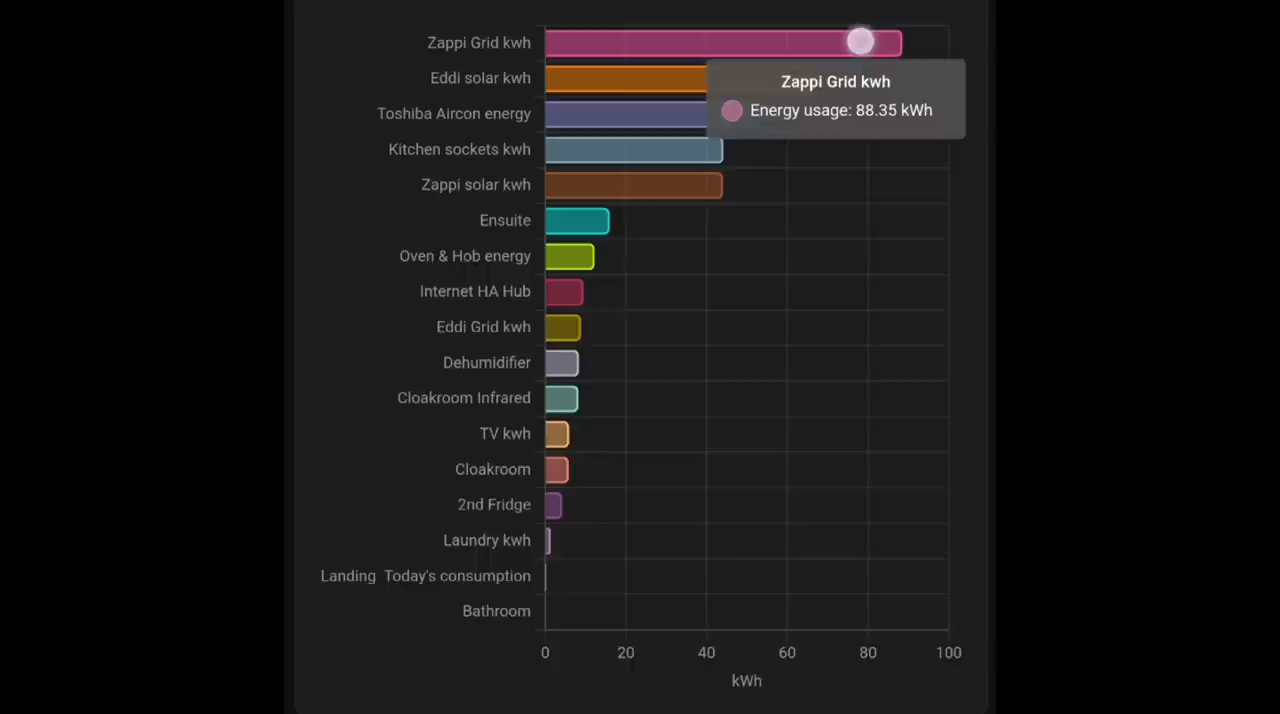 Zappi Grid kwh
Eddi solar kwh
Zappi Grid kwh
Energy usage: 88.35 kWh
Toshiba Aircon energy
Kitchen sockets kwh
Zappi solar kwh
Ensuite
Oven & Hob energy
Internet HA Hub
Eddi Grid kwh
Dehumidifier
Cloakroom Infrared
TV kwh
Cloakroom
2nd Fridge
Laundry kwh
Landing  Today's consumption
Bathroom
0 20 40 60 80 100
kWh